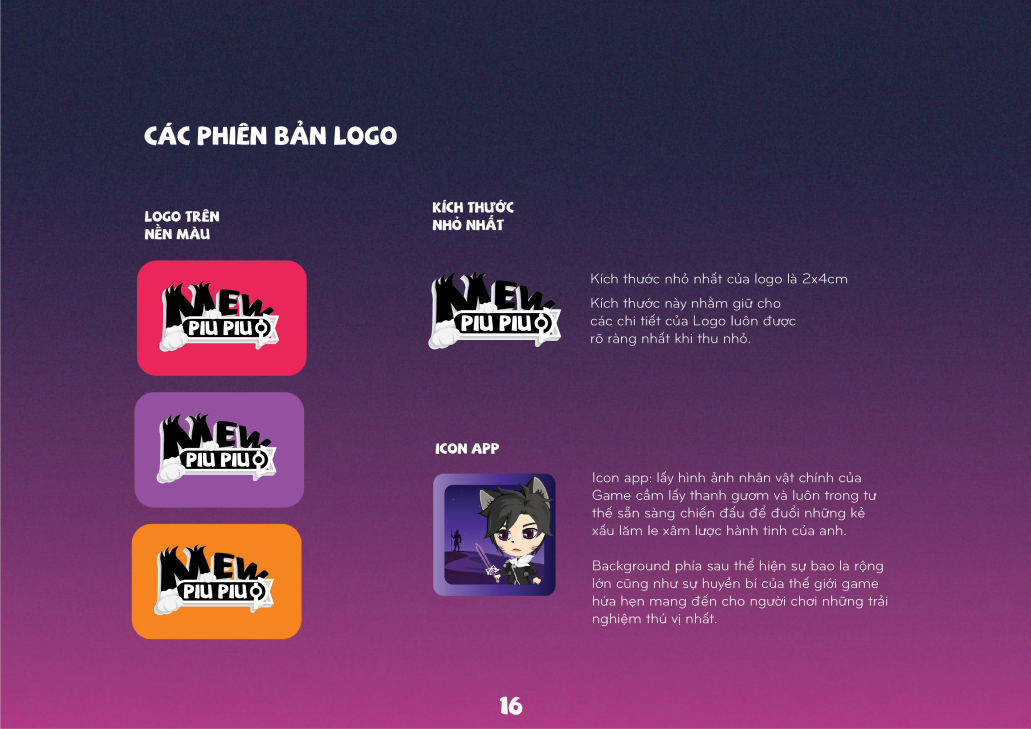 CÁC PHIÊN BẢN LOGO
LOGO TRÊN
NỀN MÀU
MEW
PIU PIU
MEW
PIU PIU
MEW
PIU PIU
KÍCH THƯỚC
NHỎ NHẤT
MEW
PIU PIU
Kích thước nhỏ nhất của logo là 2x4cm
Kích thước này nhằm giữ cho
các chi tiết của Logo luôn được
rõ ràng nhất khi thu nhỏ.
ICON APP
Icon app: lấy hình ảnh nhân vật chính của
Game cầm lấy thanh gươm và luôn trong tư
thế sẵn sàng chiến đấu để đuổi những kẻ
xấu lăm le xâm lược hành tinh của anh.
Background phía sau thể hiện sự bao la rộng
lớn cũng như sự huyền bí của thế giới game
hứa hẹn mang đến cho người chơi những trải
nghiệm thú vị nhất.
16